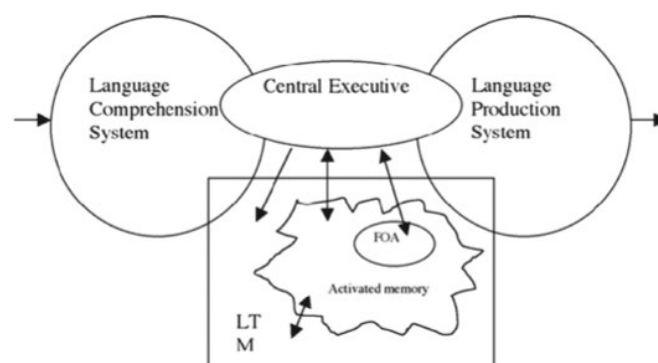 Language
Comprehension
System
Central Executive
Language
Production
System
FOA
Activated memory
LT
M